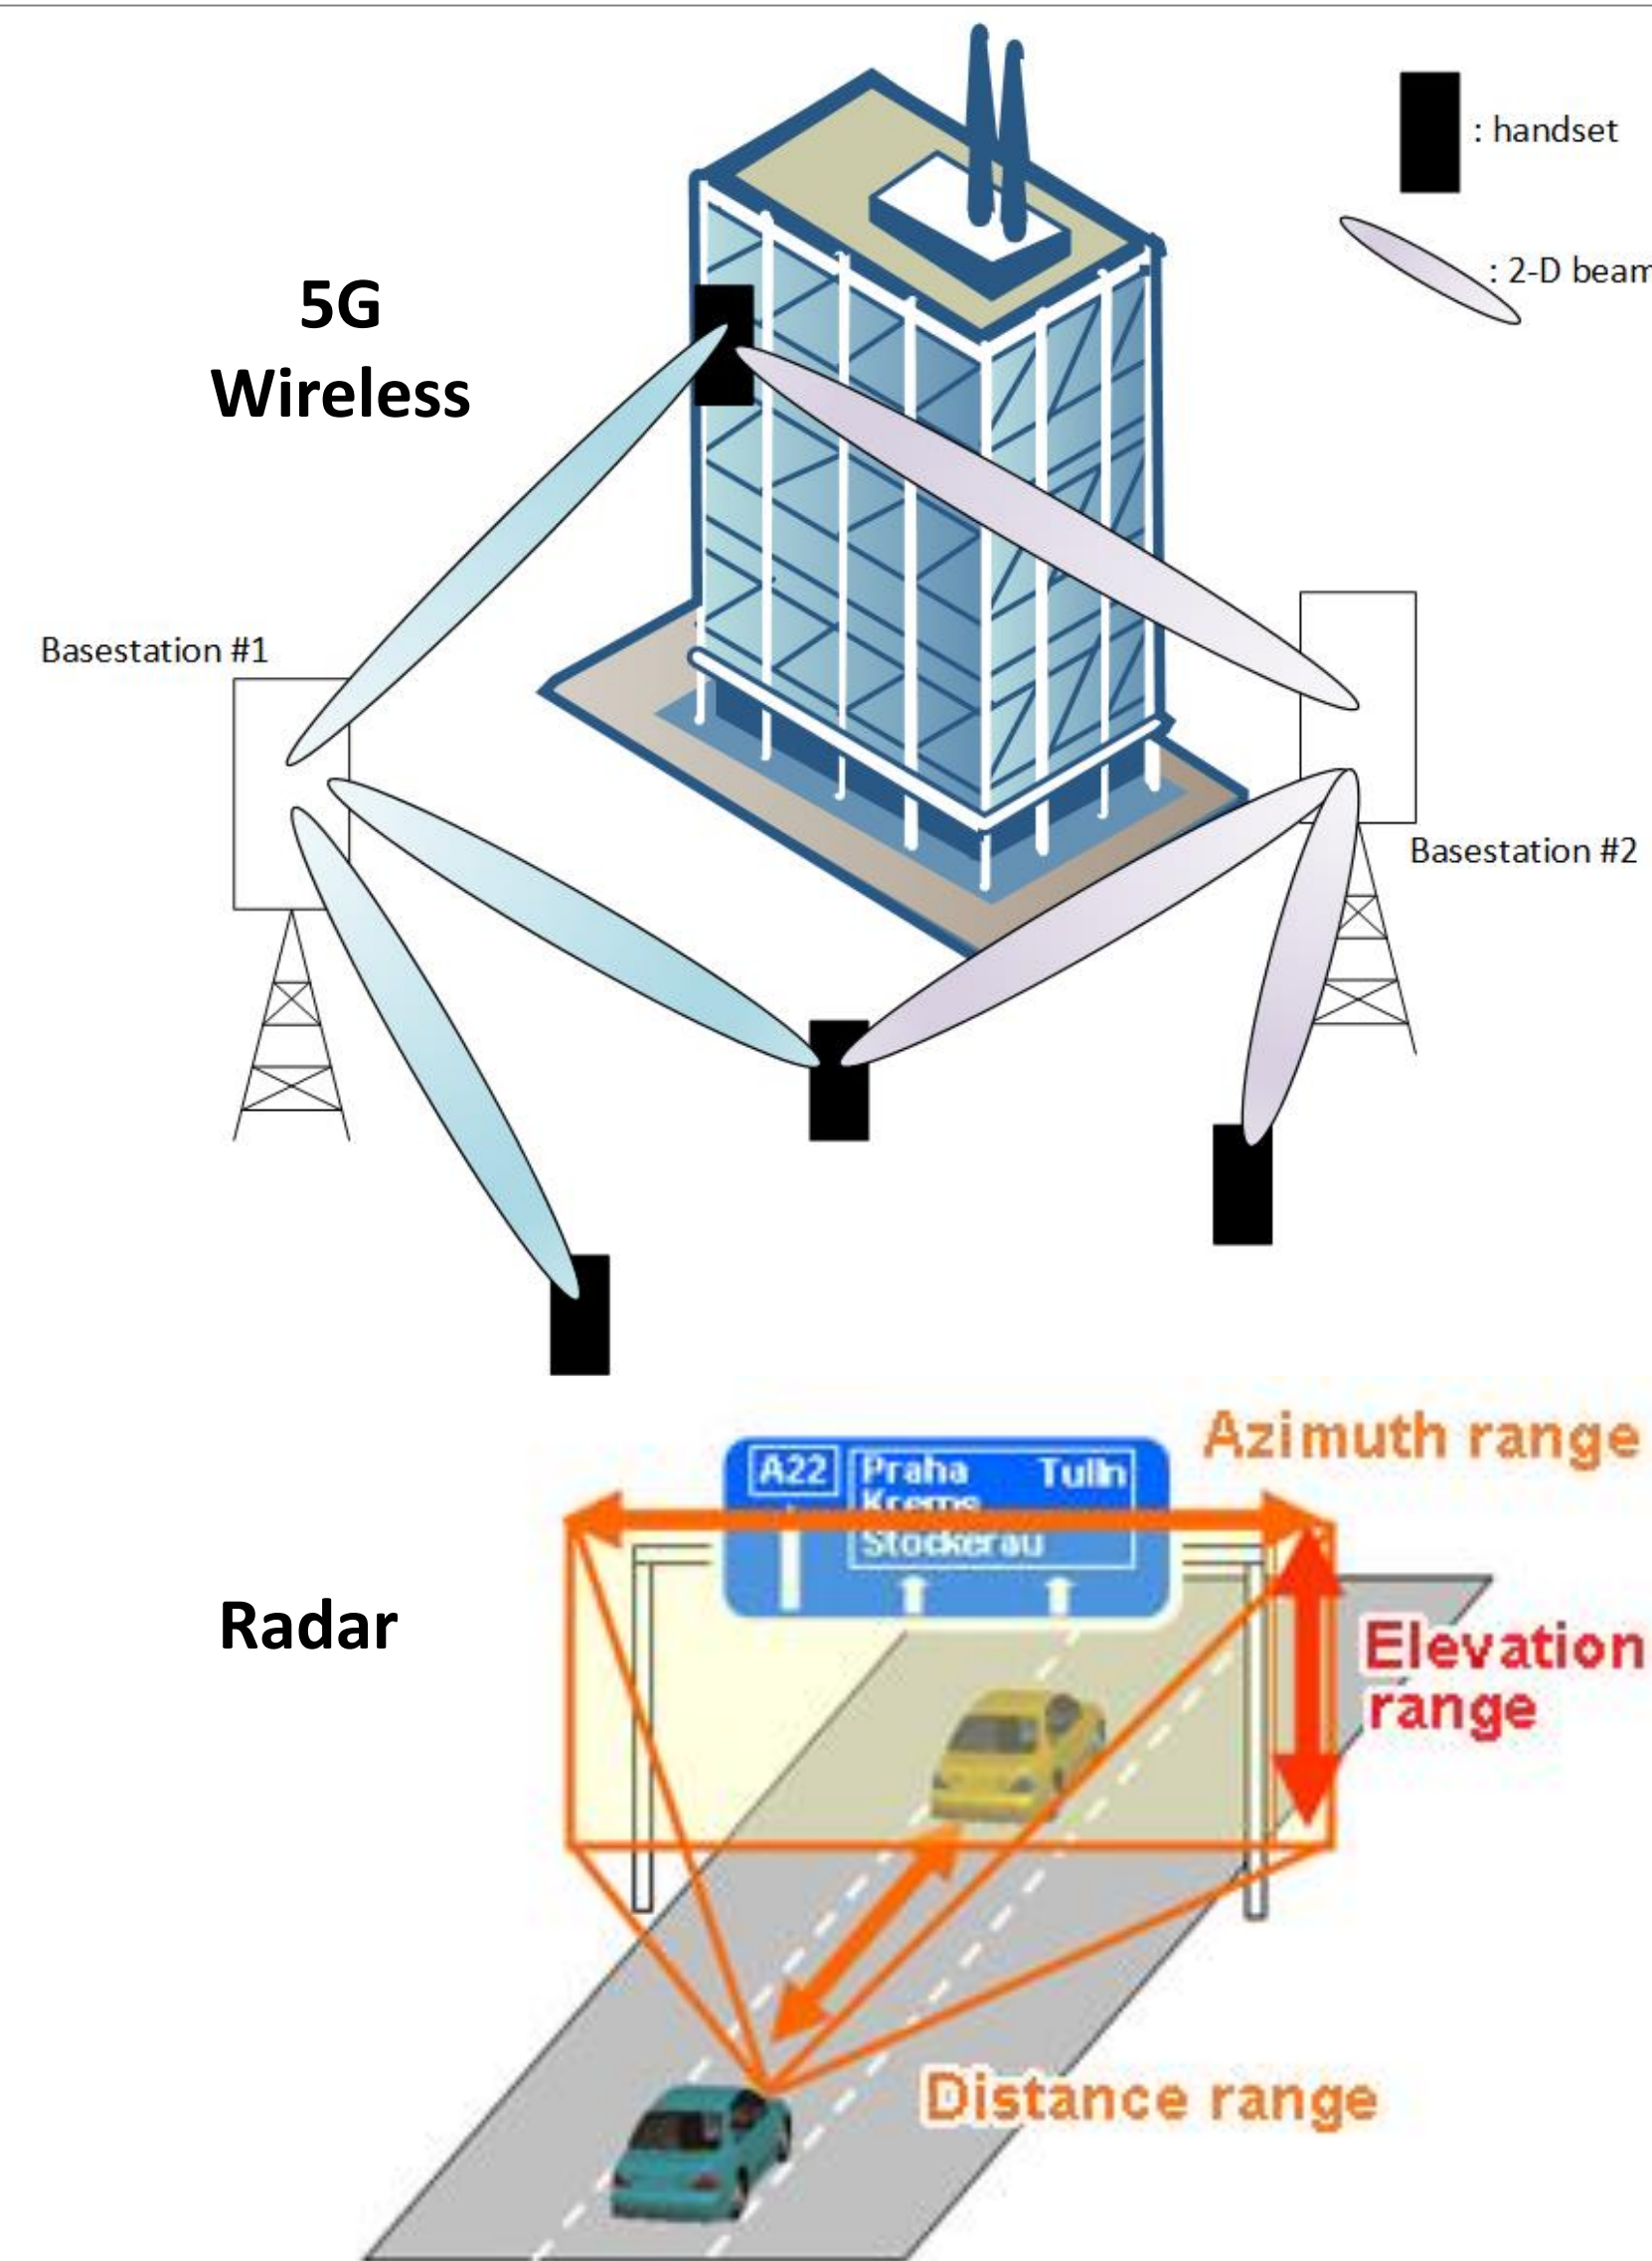 : handset
: 2-D beam
5G
Wireless
Basestation #1
Basestation #2
Azimuth range
A22
Praha Tulln
Krems
Stockerau
Elevation
range
Radar
Distance range